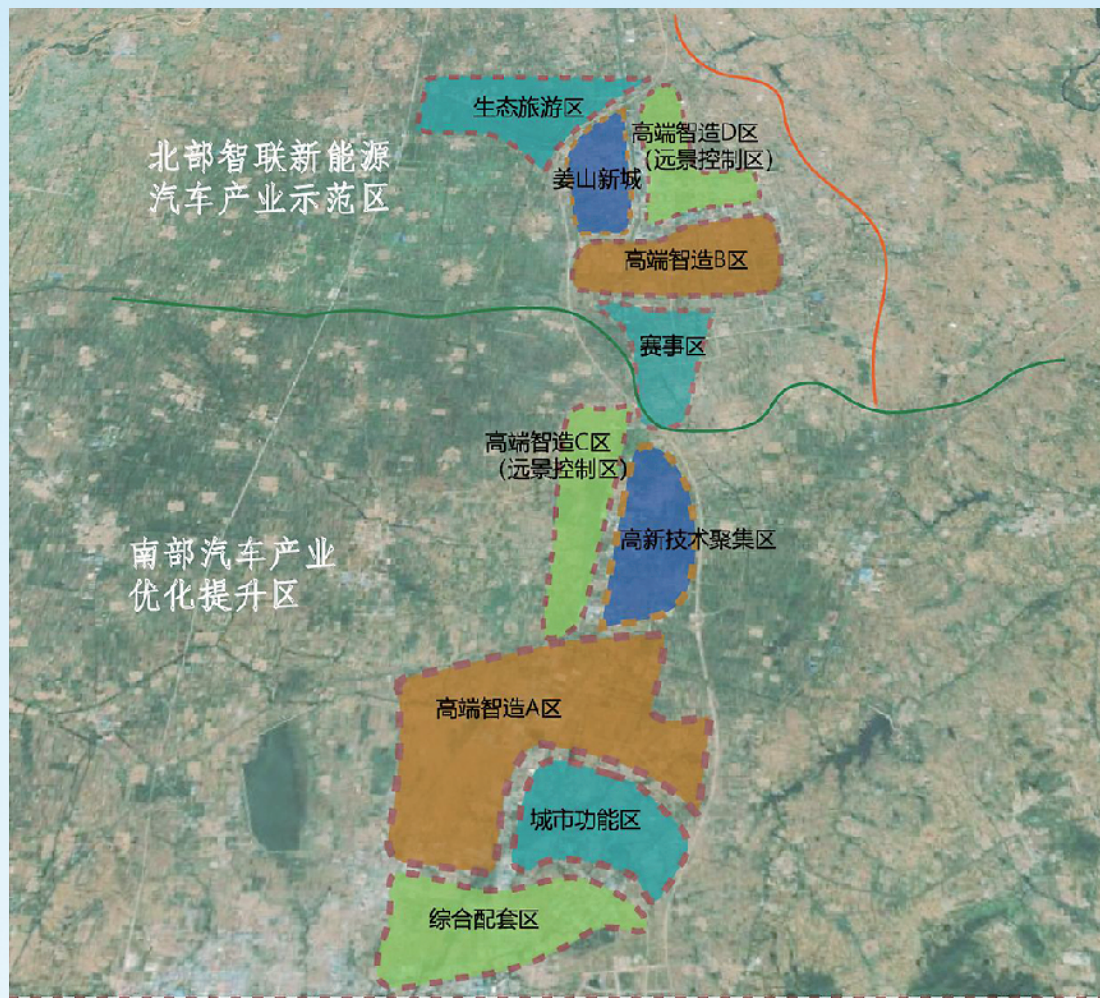 生态旅游区
高端智造D区
(远景控制区)
北部智联新能源
汽车产业示范区
姜山新城
高端智造B区
赛事区
高端智造C区
(远景控制区)
高新技术聚集区
南部汽车产业
优化提升区
高端智造A区
城市功能区
综合配套区